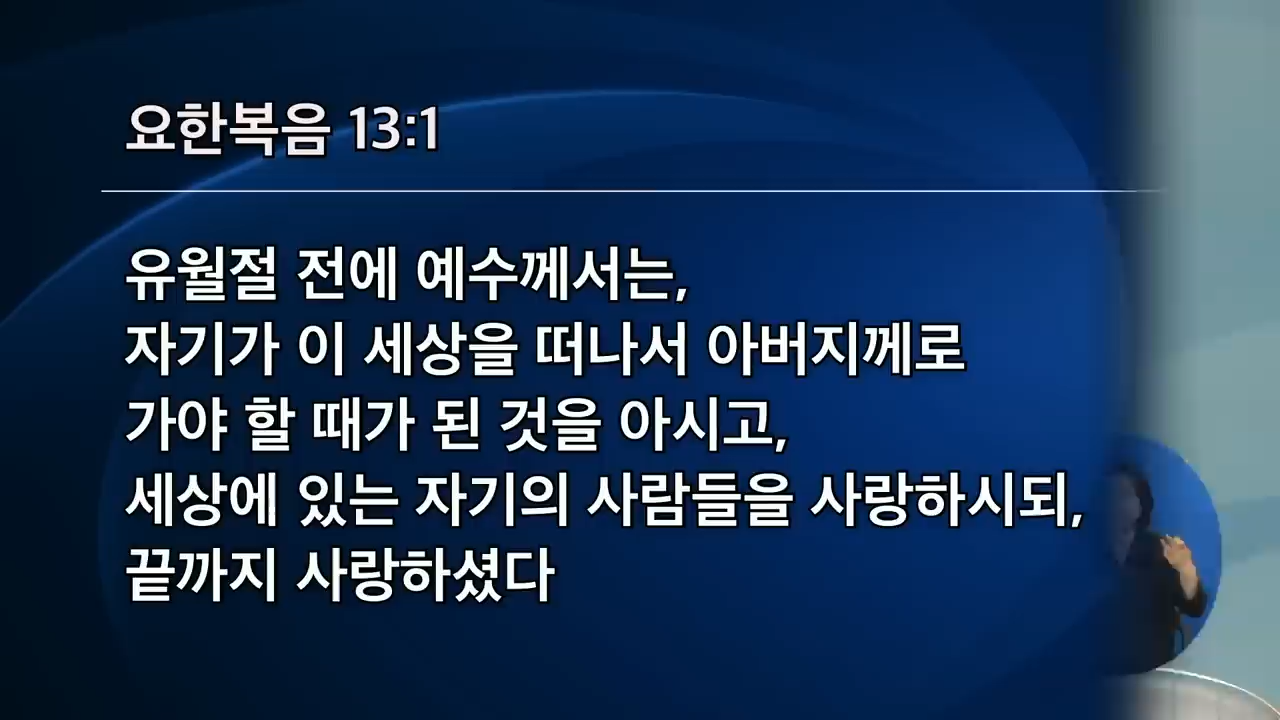 요한복음 13:1
유월절 전에 예수께서는,
자기가 이 세상을 떠나서 아버지께로
가야 할 때가 된 것을 아시고,
세상에 있는 자기의 사람들을 사랑하시되,
끝까지 사랑하셨다